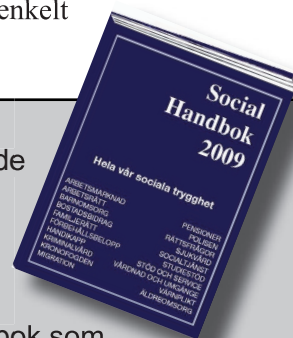 enkelt
de
Social
Handbok
2009
Hela vår sociala trygghet
ARBETSMARKNAD
ARBETSRÄTT
BARNOMSORG
BOSTADSBIDRAG
FAMILJERÄTT
FÖRBEHÅLLSBELOPP
HANDIKAPP
KRIMINALVÅRD
KRONOFOGDEN
MIGRATION
PENSIONER
POLISEN
RÄTTSFRÅGOR
SJUKVÅRD
SOCIALTJÄNST
STUDIESTÖD
STÖD OCH SERVICE
VÅRDNAD OCH UMGÄNGE
VÄRNPLIKT
ÄLDREOMSORG
bok som